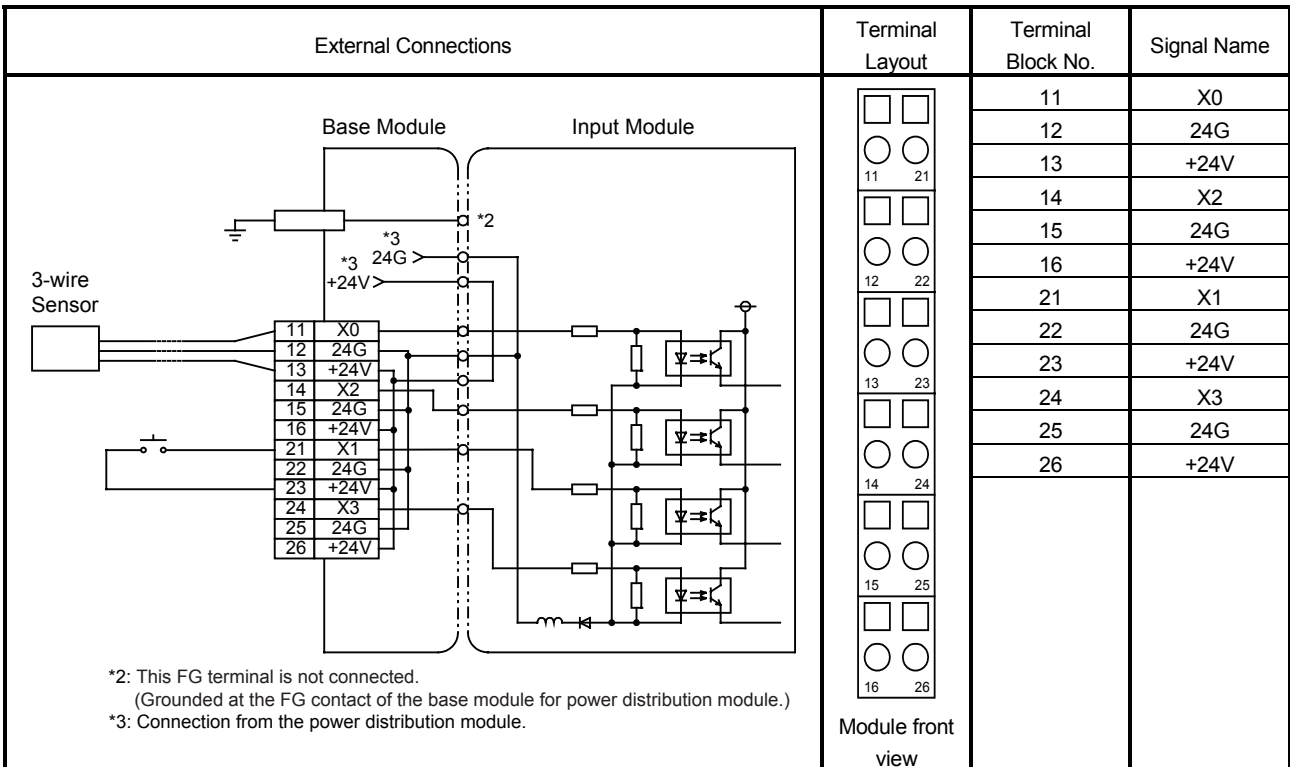 External Connections
Terminal Layout
Terminal Block No.
Signal Name
Base Module
Input Module
*2
*3
24G
*3
+24V
3-wire
Sensor
11 X0
12 24G
13 +24V
14 X2
15 24G
16 +24V
21 X1
22 24G
23 +24V
24 X3
25 24G
26 +24V
*2: This FG terminal is not connected.
(Grounded at the FG contact of the base module for power distribution module.)
*3: Connection from the power distribution module.
11 21
12 22
13 23
14 24
15 25
16 26
Module front
view
11 X0
12 24G
13 +24V
14 X2
15 24G
16 +24V
21 X1
22 24G
23 +24V
24 X3
25 24G
26 +24V